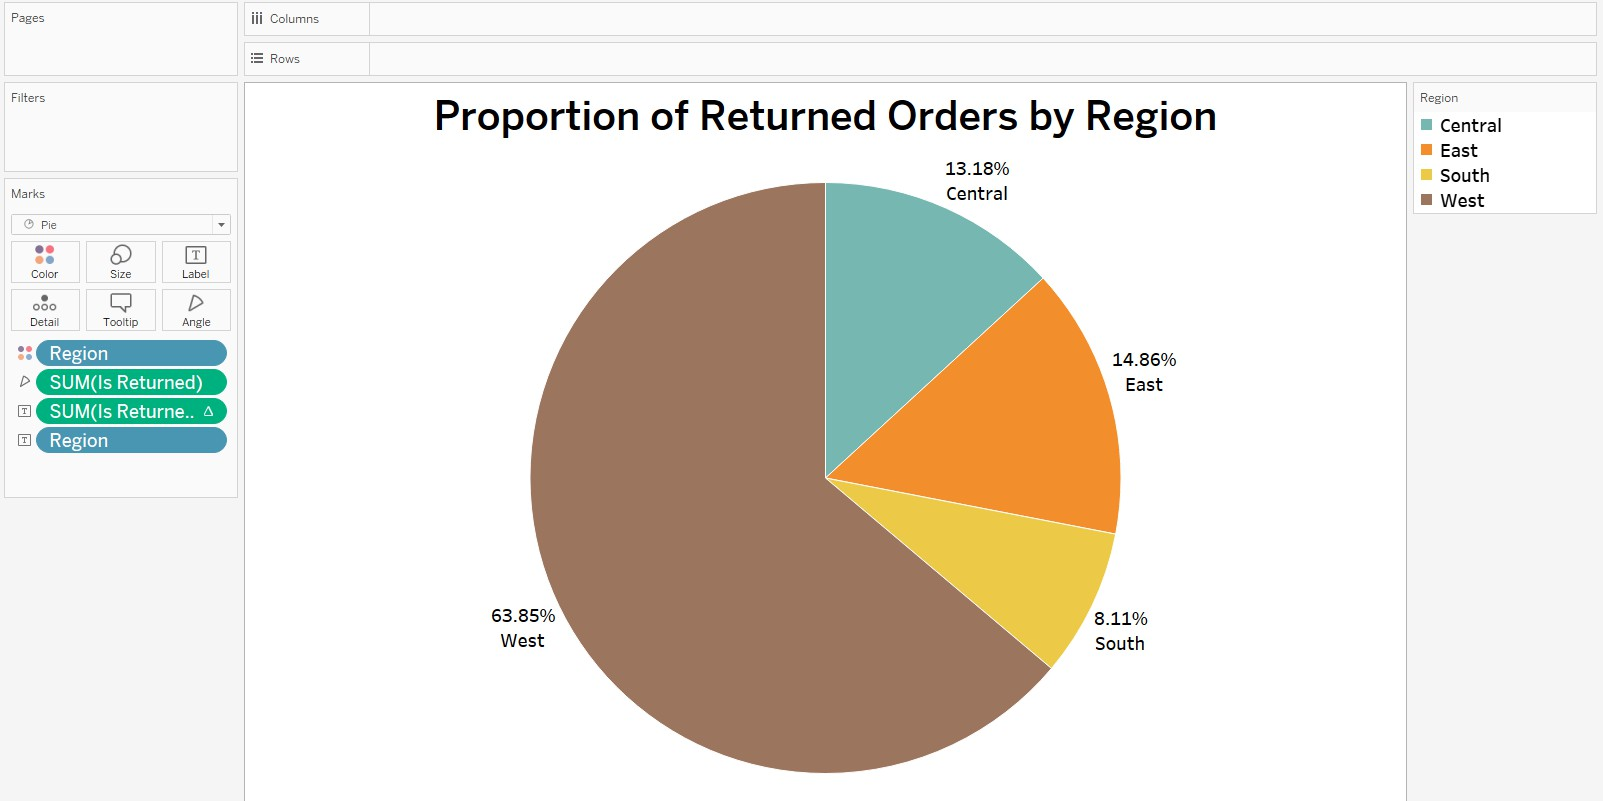 Pages
Columns
Rows
Filters
Marks
Pie
Color
Size
T
Label
Detail
Tooltip
Angle
Region
SUM(Is Returned)
T
SUM(Is Returne..
T
Region
Proportion of Returned Orders by Region
13.18%
Central
14.86%
East
8.11%
South
63.85%
West
Region
Central
East
South
West